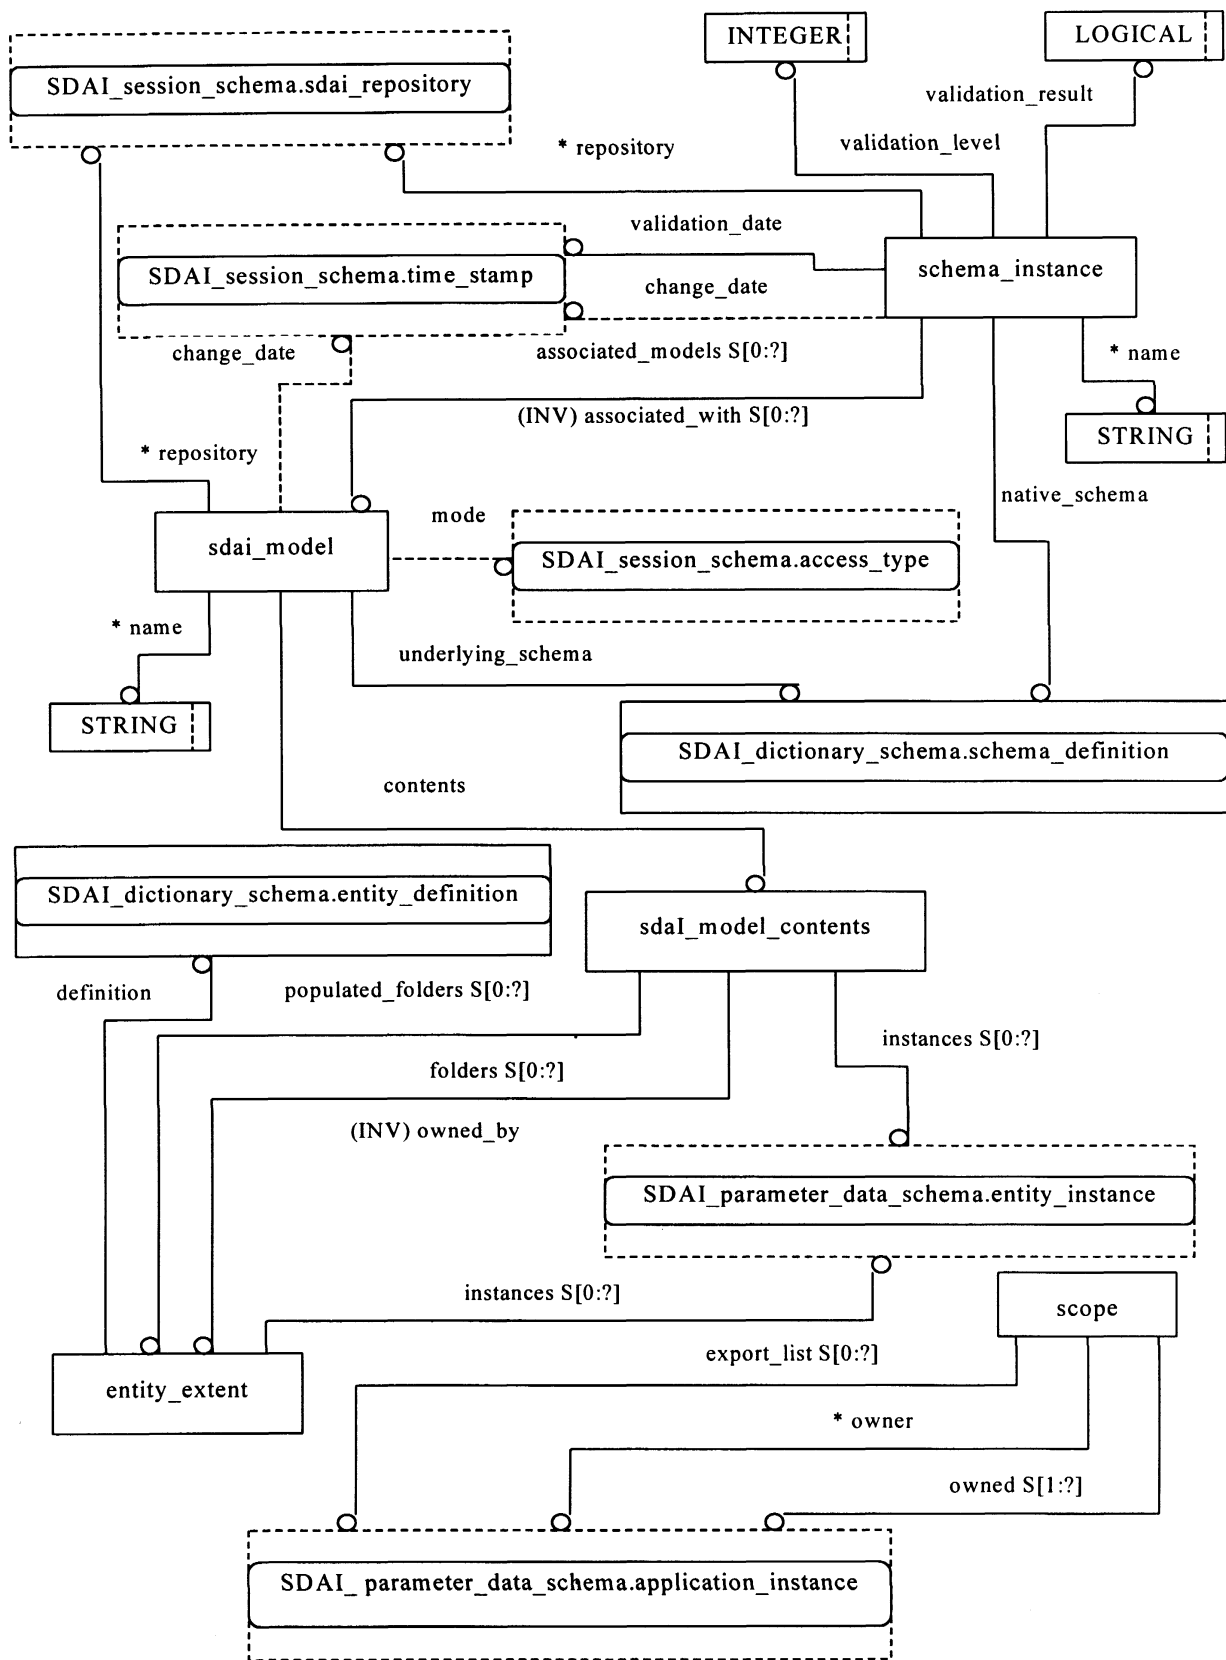 INTEGER
LOGICAL
SDAI_session_schema.sdai_repository
validation_result
* repository
validation_level
validation_date
SDAI_session_schema.time_stamp
schema_instance
change_date
change_date
associated_models S[0:?]
* name
(INV) associated_with S[0:?]
STRING
* repository
native_schema
mode
sdai_model
SDAI_session_schema.access_type
* name
underlying_schema
STRING
SDAI_dictionary_schema.schema_definition
contents
SDAI_dictionary_schema.entity_definition
sdaI_model_contents
definition
populated_folders S[0:?]
instances S[0:?]
folders S[0:?]
(INV) owned_by
SDAI_parameter_data_schema.entity_instance
instances S[0:?]
scope
export_list S[0:?]
entity_extent
* owner
owned S[1:?]
SDAI_ parameter_data_schema.application_instance